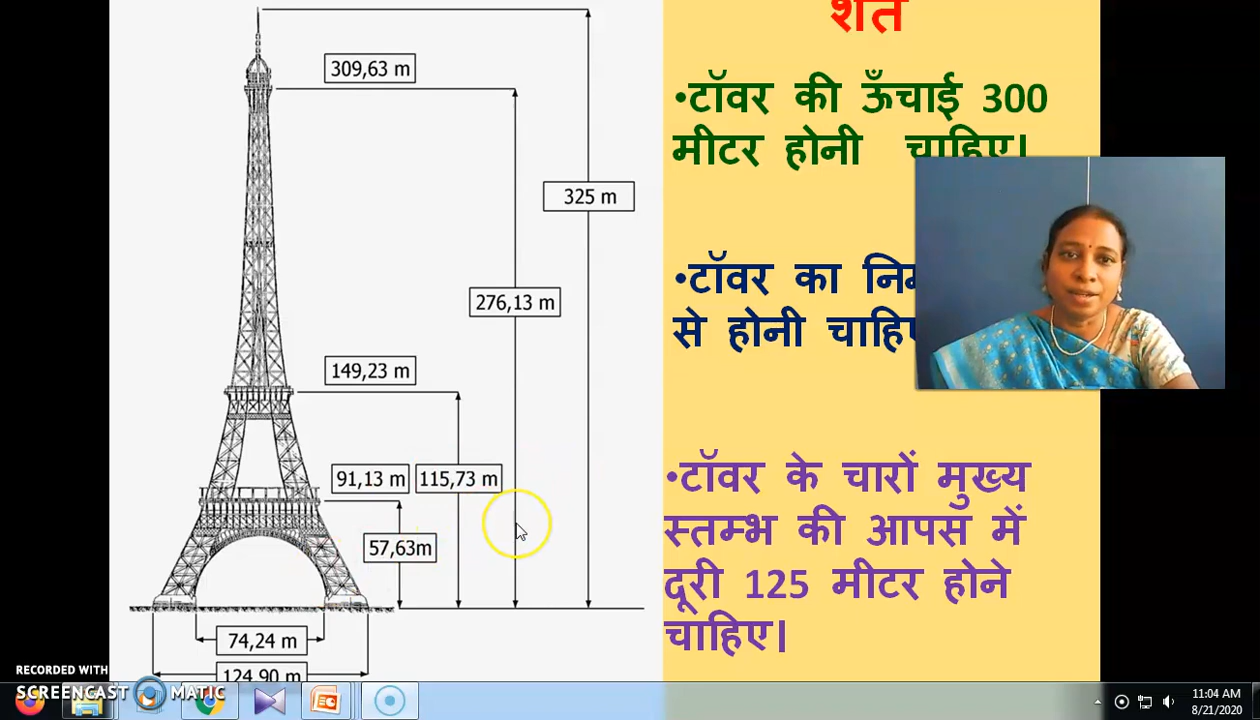 309,63 m
325 m
276,13 m
149,23 m
91,13 m
115,73 m
57,63m
74,24 m
124,90 m
•टॉवर की ऊँचाई 300
मीटर होनी चाहिए।
•टॉवर का
से होनी
•टॉवर के चारों मुख्य
स्तम्भ की आपस में
दूरी 125 मीटर होने
चाहिए।
RECORDED WITH
SCREENCAST MATIC
11:04 AM
8/21/2020